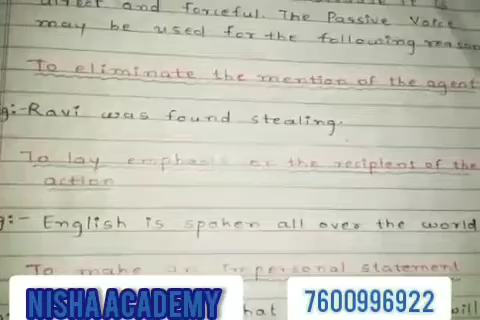 direct and forceful. The Passive Voice
may be used for the following reason
To eliminate the mention of the agent
g:- Ravi was found stealing.
To lay emphasis on the recipient of the
action
g:- English is spoken all over the world
To make an impersonal statement
NISHA ACADEMY
7600996922
hat
will